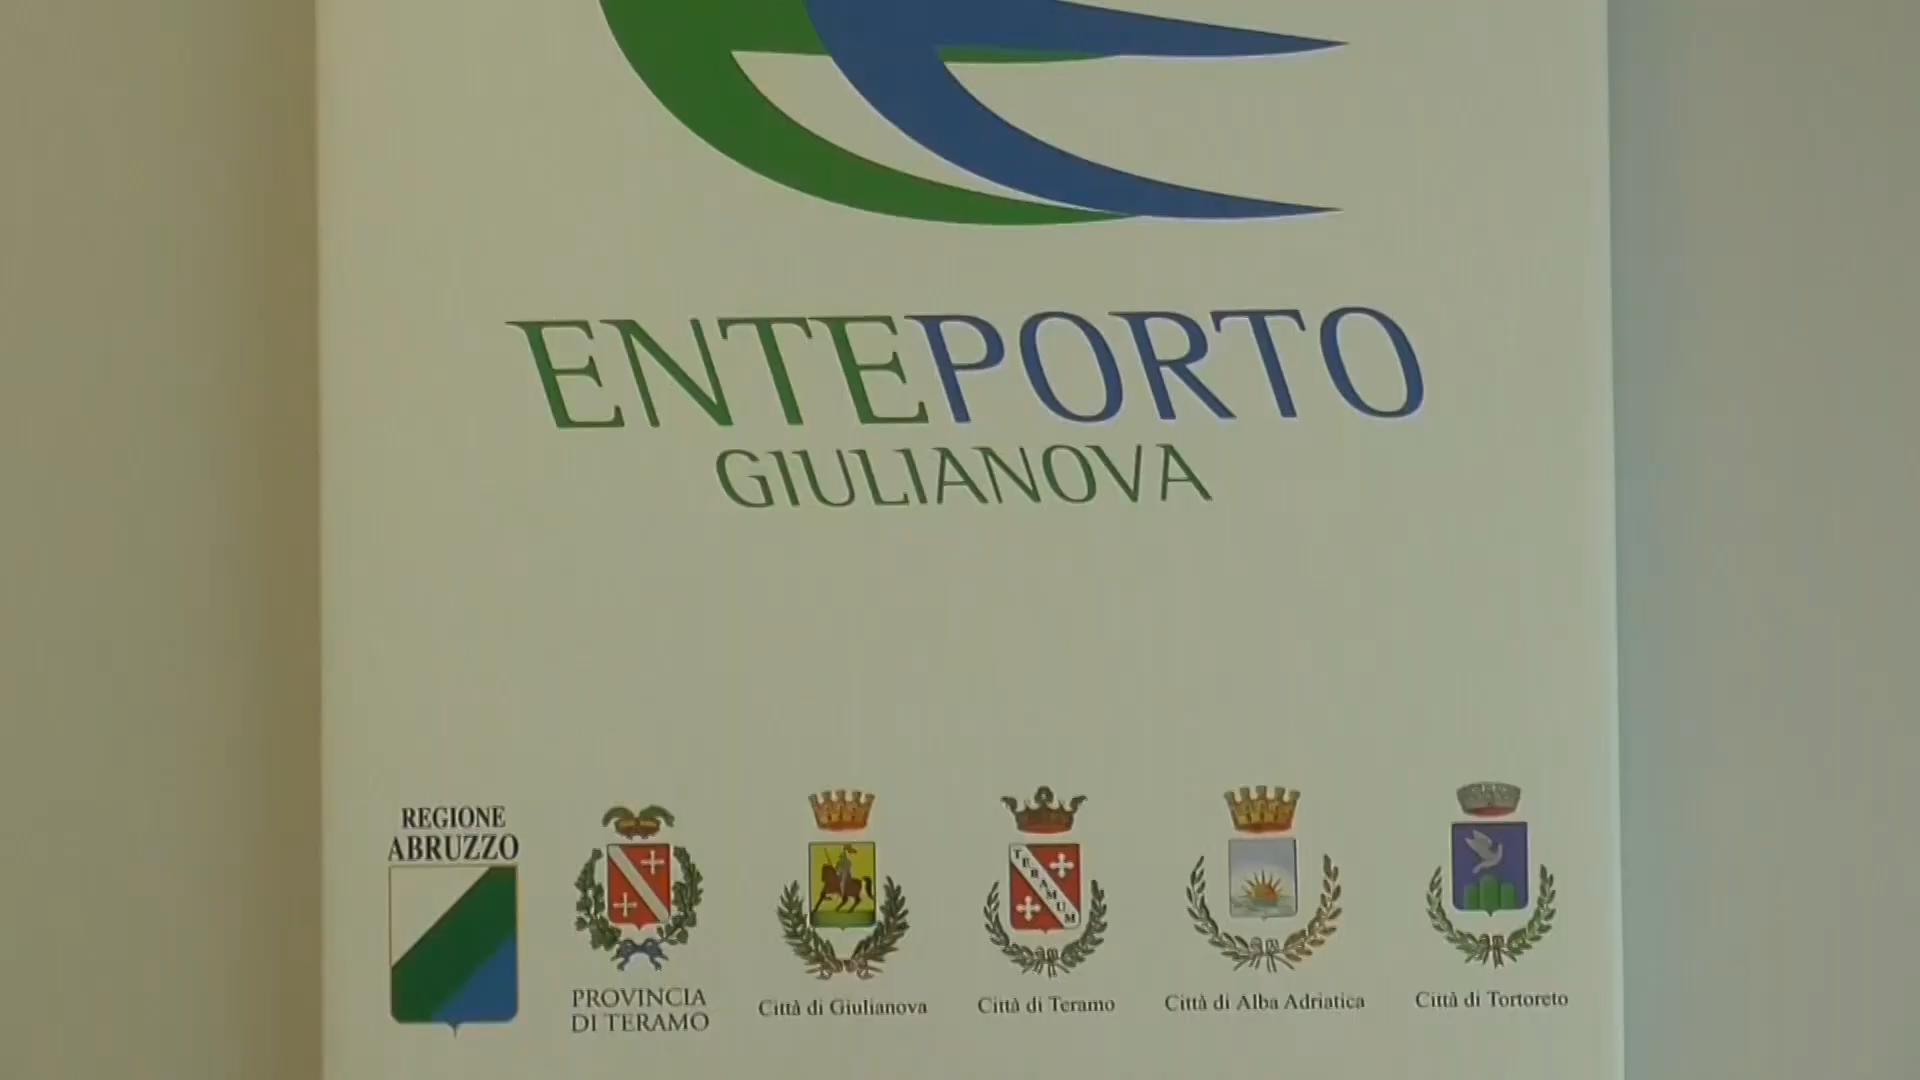 ENTEPORTO
GIULIANOVA
REGIONE
ABRUZZO
PROVINCIA
DI TERAMO
Città di Giulianova
TERAMUM
Città di Teramo
Città di Alba Adriatica
Città di Tortoreto